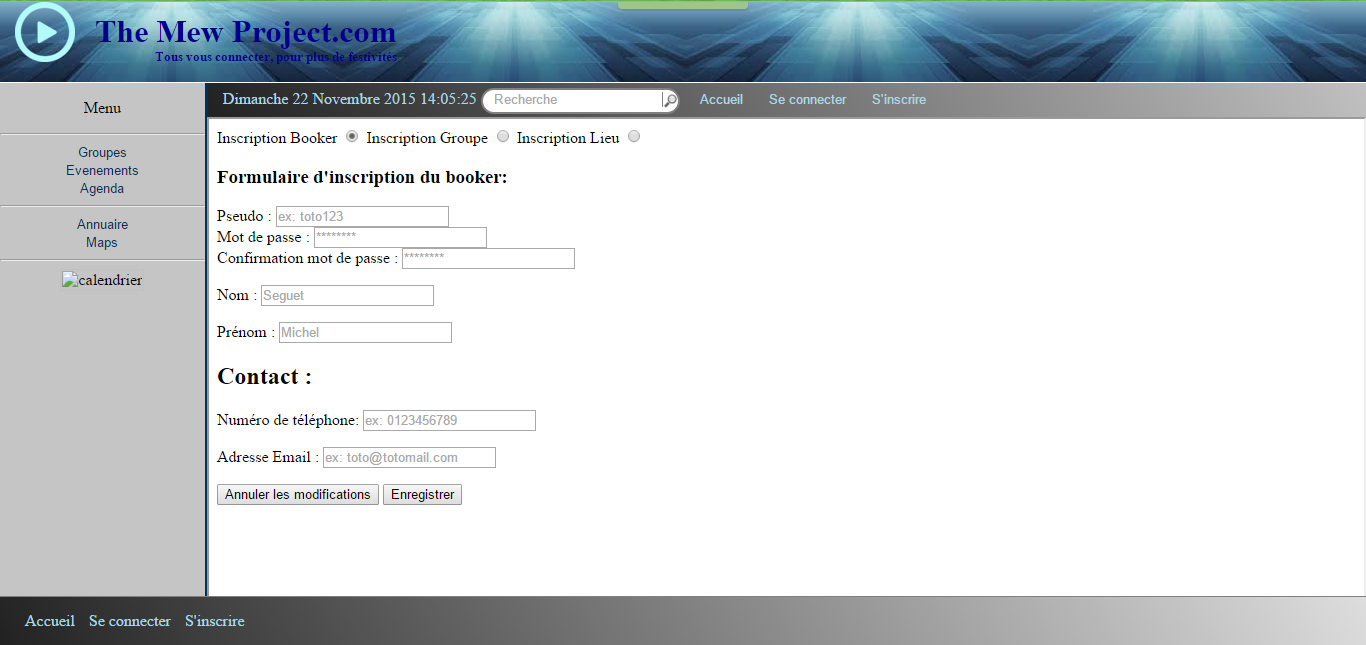 The Mew Project.com
Tous vous connecter, pour plus de festivités
Menu
Groupes
Evenements
Agenda
Annuaire
Maps
calendrier
Dimanche 22 Novembre 2015 14:05:25 Recherche Accueil Se connecter S'inscrire
Inscription Booker Inscription Groupe Inscription Lieu
Formulaire d'inscription du booker:
Pseudo : ex: toto123
Mot de passe : ********
Confirmation mot de passe : ********
Nom : Seguet
Prénom : Michel
Contact :
Numéro de téléphone: ex: 0123456789
Adresse Email : ex: toto@totomail.com
Annuler les modifications Enregistrer
Accueil Se connecter S'inscrire